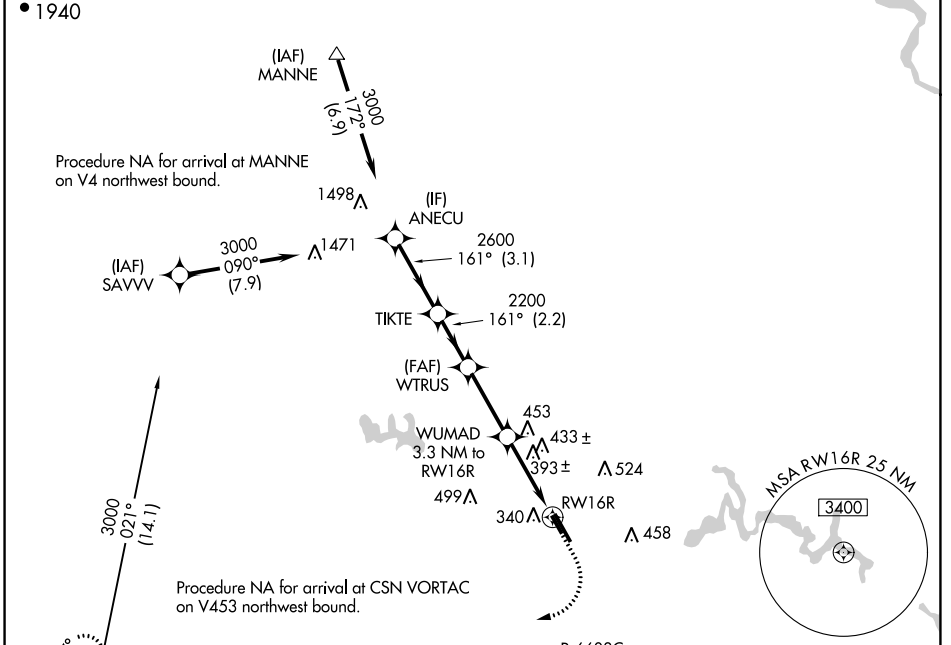 1940
(IAF)
MANNE
3000
172°
(6.9)
Procedure NA for arrival at MANNE
on V4 northwest bound.
1498
(IF)
ANECU
3000
090°
(7.9)
1471
2600
161° (3.1)
(IAF)
SAVVV
TIKTE
2200
161° (2.2)
(FAF)
WTRUS
453
WUMAD
3.3 NM to
RW16R
433 ±
393 ±
524
499
340
RW16R
458
MSA RW16R 25 NM
3400
3000
021°
(14.1)
Procedure NA for arrival at CSN VORTAC
on V453 northwest bound.